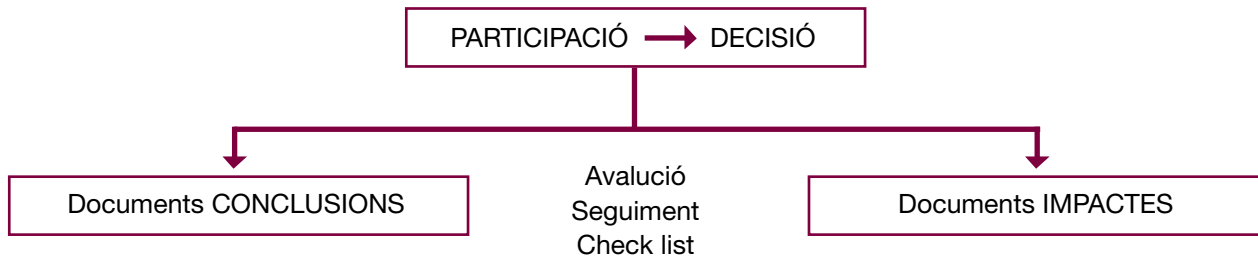 PARTICIPACIÓ DECISIÓ
Documents CONCLUSIONS
Avalució
Seguiment
Check list
Documents IMPACTES